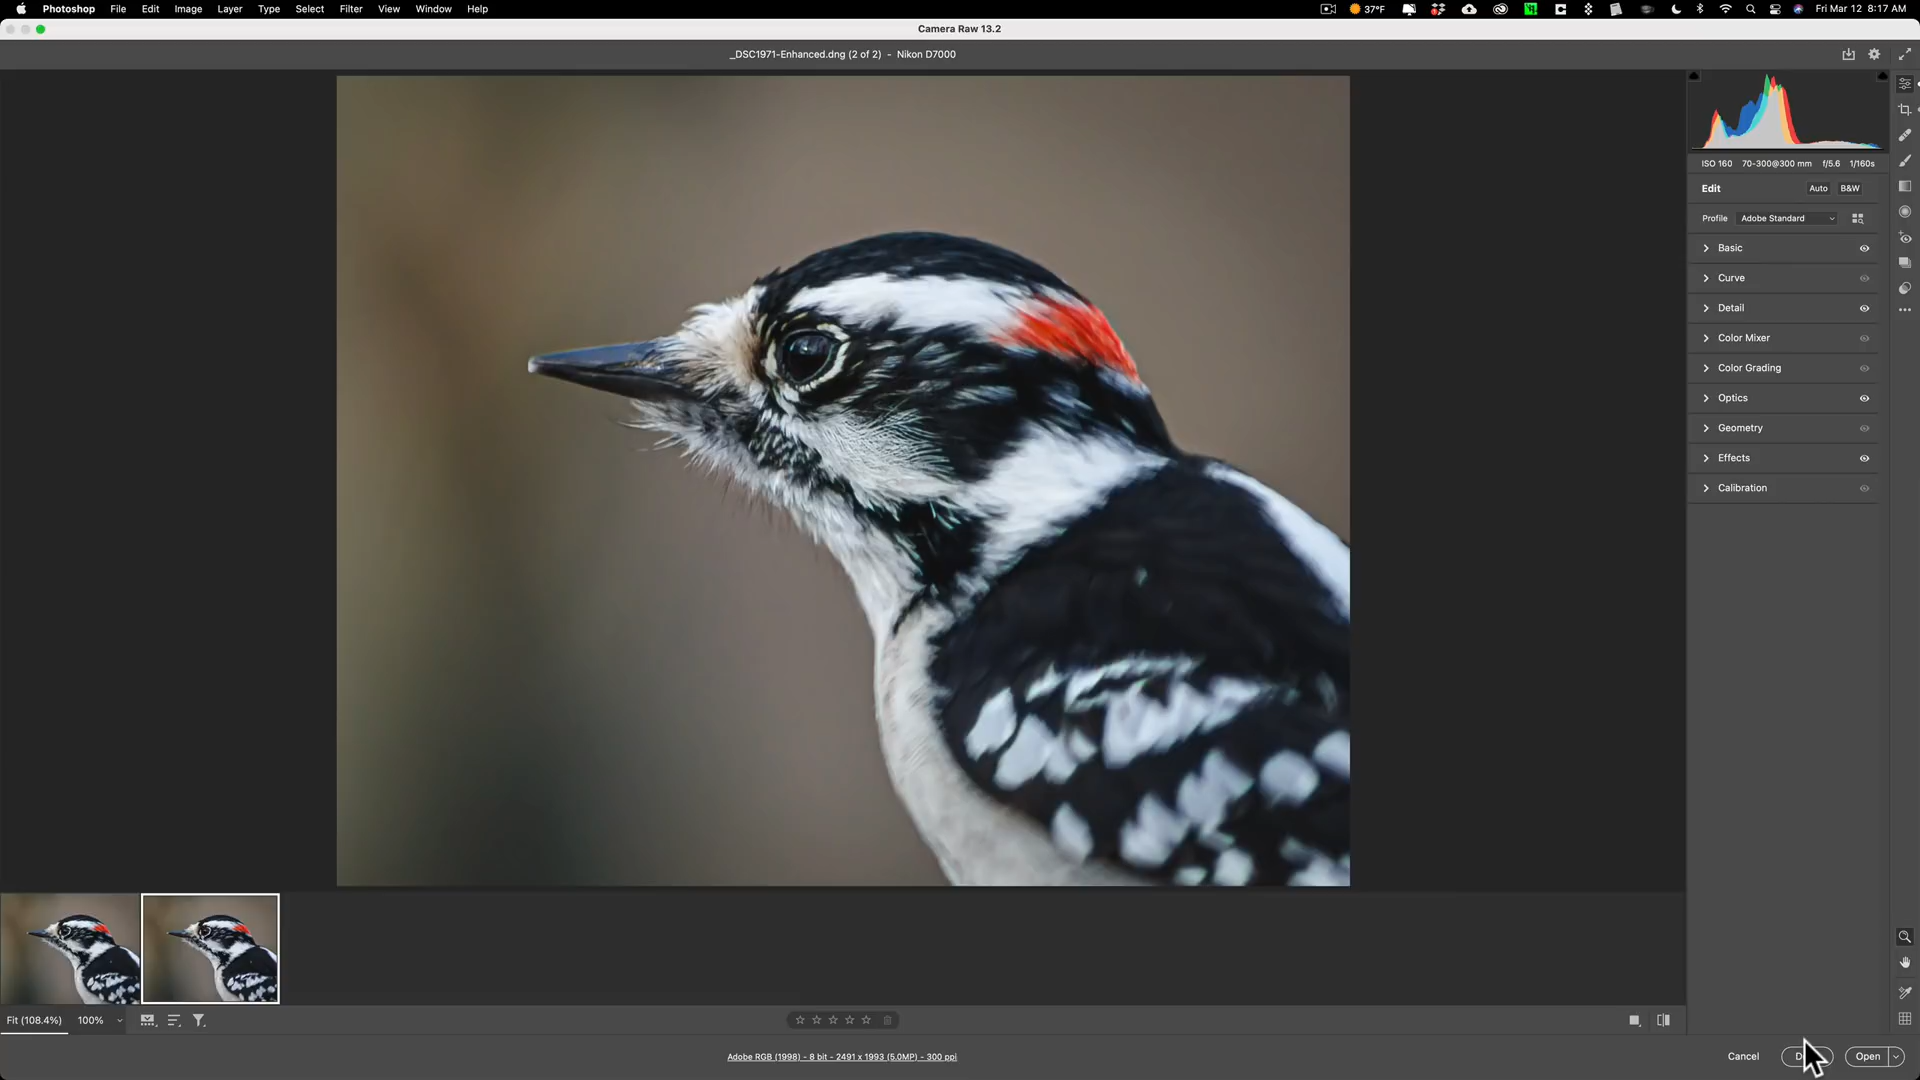 Photoshop File Edit Image Layer Type Select Filter View Window Help 37°F Fri Mar 12 8:17 AM
Camera Raw 13.2
_DSC1971-Enhanced.dng (2 of 2) - Nikon D7000
ISO 160 70-300@300 mm f/5.6 1/160s
Edit Auto B&W
Profile Adobe Standard
Basic
Curve
Detail
Color Mixer
Color Grading
Optics
Geometry
Effects
Calibration
Fit (108.4%) 100%
Adobe RGB (1998) - 8 bit - 2491 x 1993 (5.0MP) - 300 ppi
Cancel Open